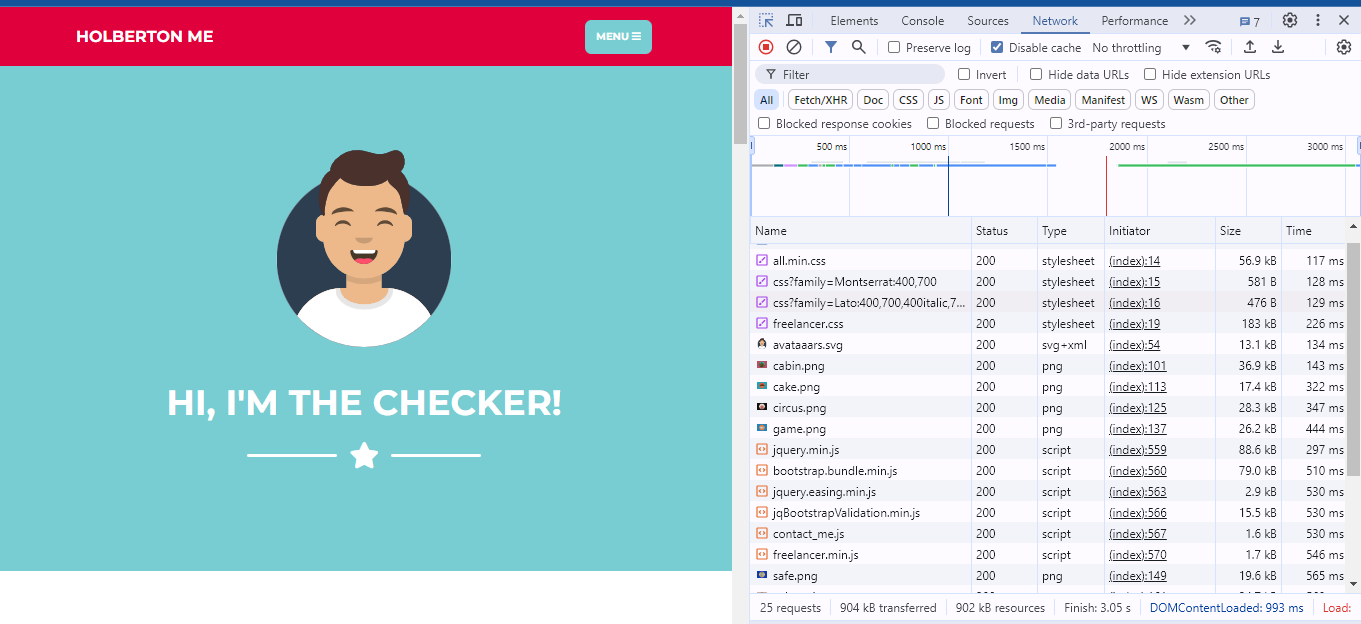 HOLBERTON ME
MENU
HI, I'M THE CHECKER!
Elements Console Sources Network Performance 7
Preserve log Disable cache No throttling
Filter Invert Hide data URLs Hide extension URLs
All Fetch/XHR Doc CSS JS Font Img Media Manifest WS Wasm Other
Blocked response cookies Blocked requests 3rd-party requests
500 ms 1000 ms 1500 ms 2000 ms 2500 ms 3000 ms
Name Status Type Initiator Size Time
all.min.css 200 stylesheet (index):14 56.9 kB 117 ms
css?family=Montserrat:400,700 200 stylesheet (index):15 581 B 128 ms
css?family=Lato:400,700,400italic,7... 200 stylesheet (index):16 476 B 129 ms
freelancer.css 200 stylesheet (index):19 183 kB 226 ms
avataaars.svg 200 svg+xml (index):54 13.1 kB 134 ms
cabin.png 200 png (index):101 36.9 kB 143 ms
cake.png 200 png (index):113 17.4 kB 322 ms
circus.png 200 png (index):125 28.3 kB 347 ms
game.png 200 png (index):137 26.2 kB 444 ms
jquery.min.js 200 script (index):559 88.6 kB 297 ms
bootstrap.bundle.min.js 200 script (index):560 79.0 kB 510 ms
jquery.easing.min.js 200 script (index):563 2.9 kB 530 ms
jqBootstrapValidation.min.js 200 script (index):566 15.5 kB 530 ms
contact_me.js 200 script (index):567 1.6 kB 530 ms
freelancer.min.js 200 script (index):570 1.7 kB 546 ms
safe.png 200 png (index):149 19.6 kB 565 ms
25 requests 904 kB transferred 902 kB resources Finish: 3.05 s DOMContentLoaded: 993 ms Load: